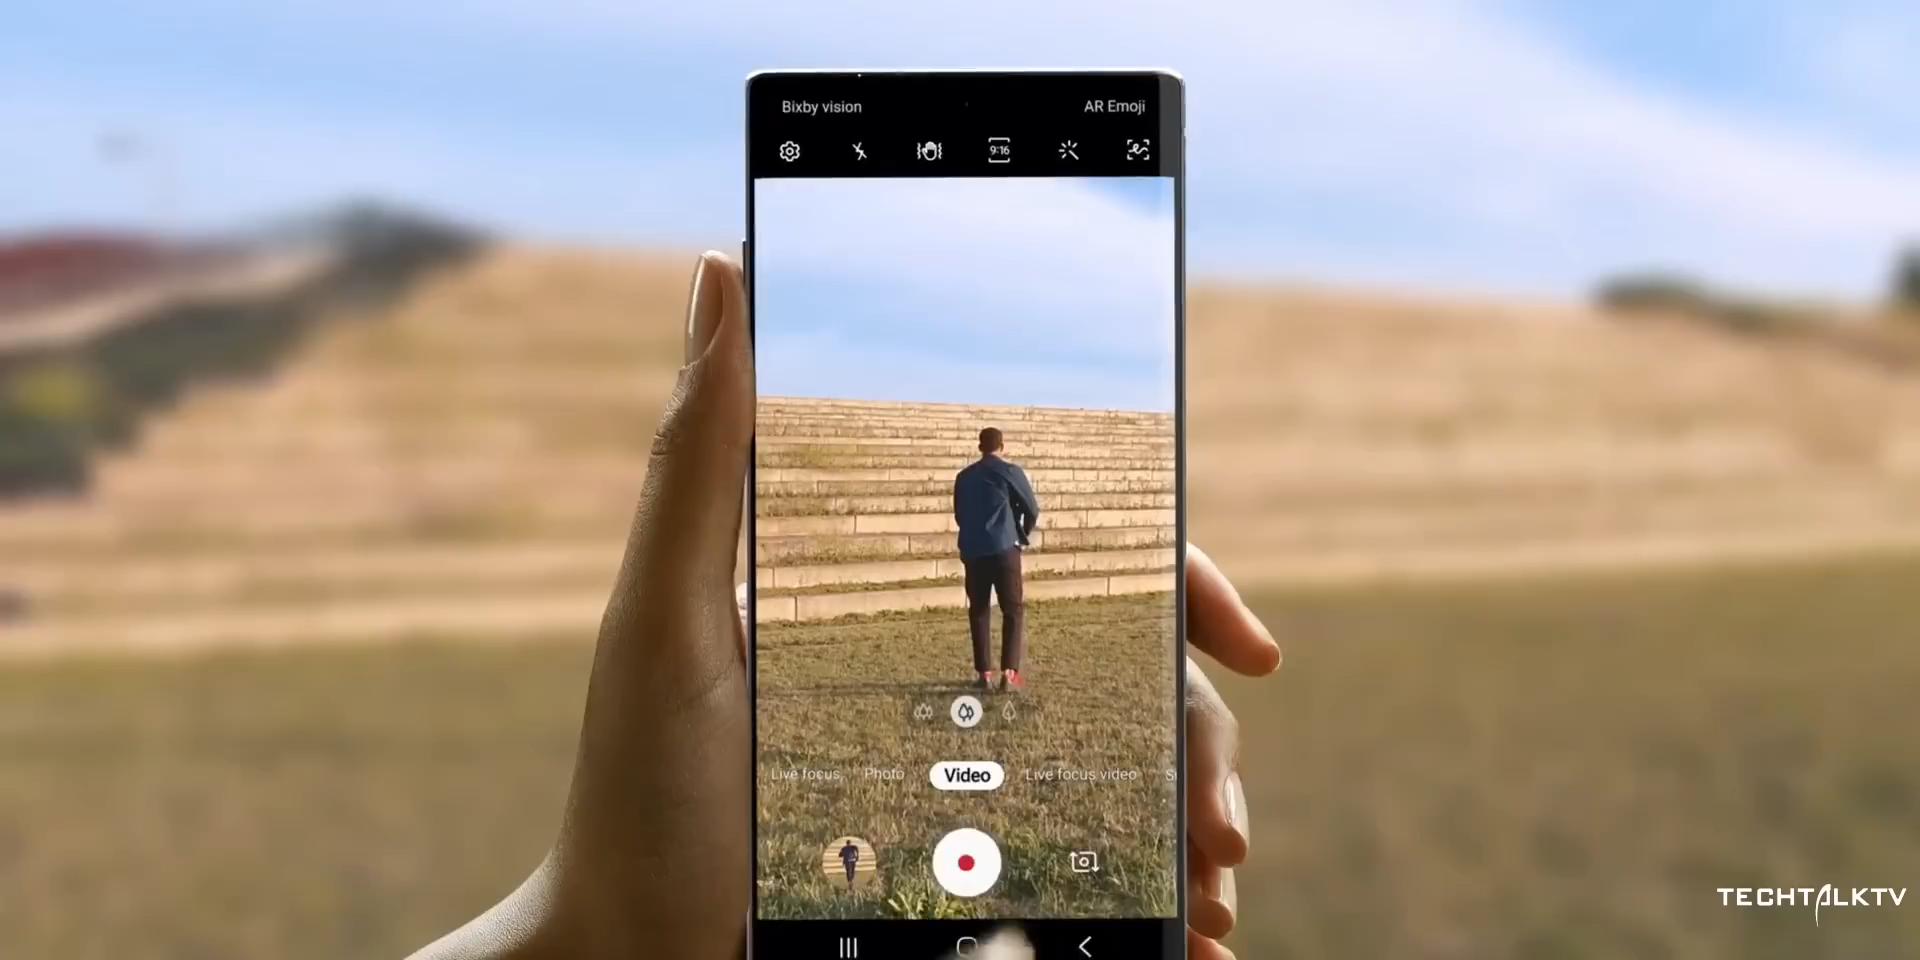 Bixby vision
AR Emoji
9:16
Live focus
Photo
Video
Live focus video
TECHTALKTV